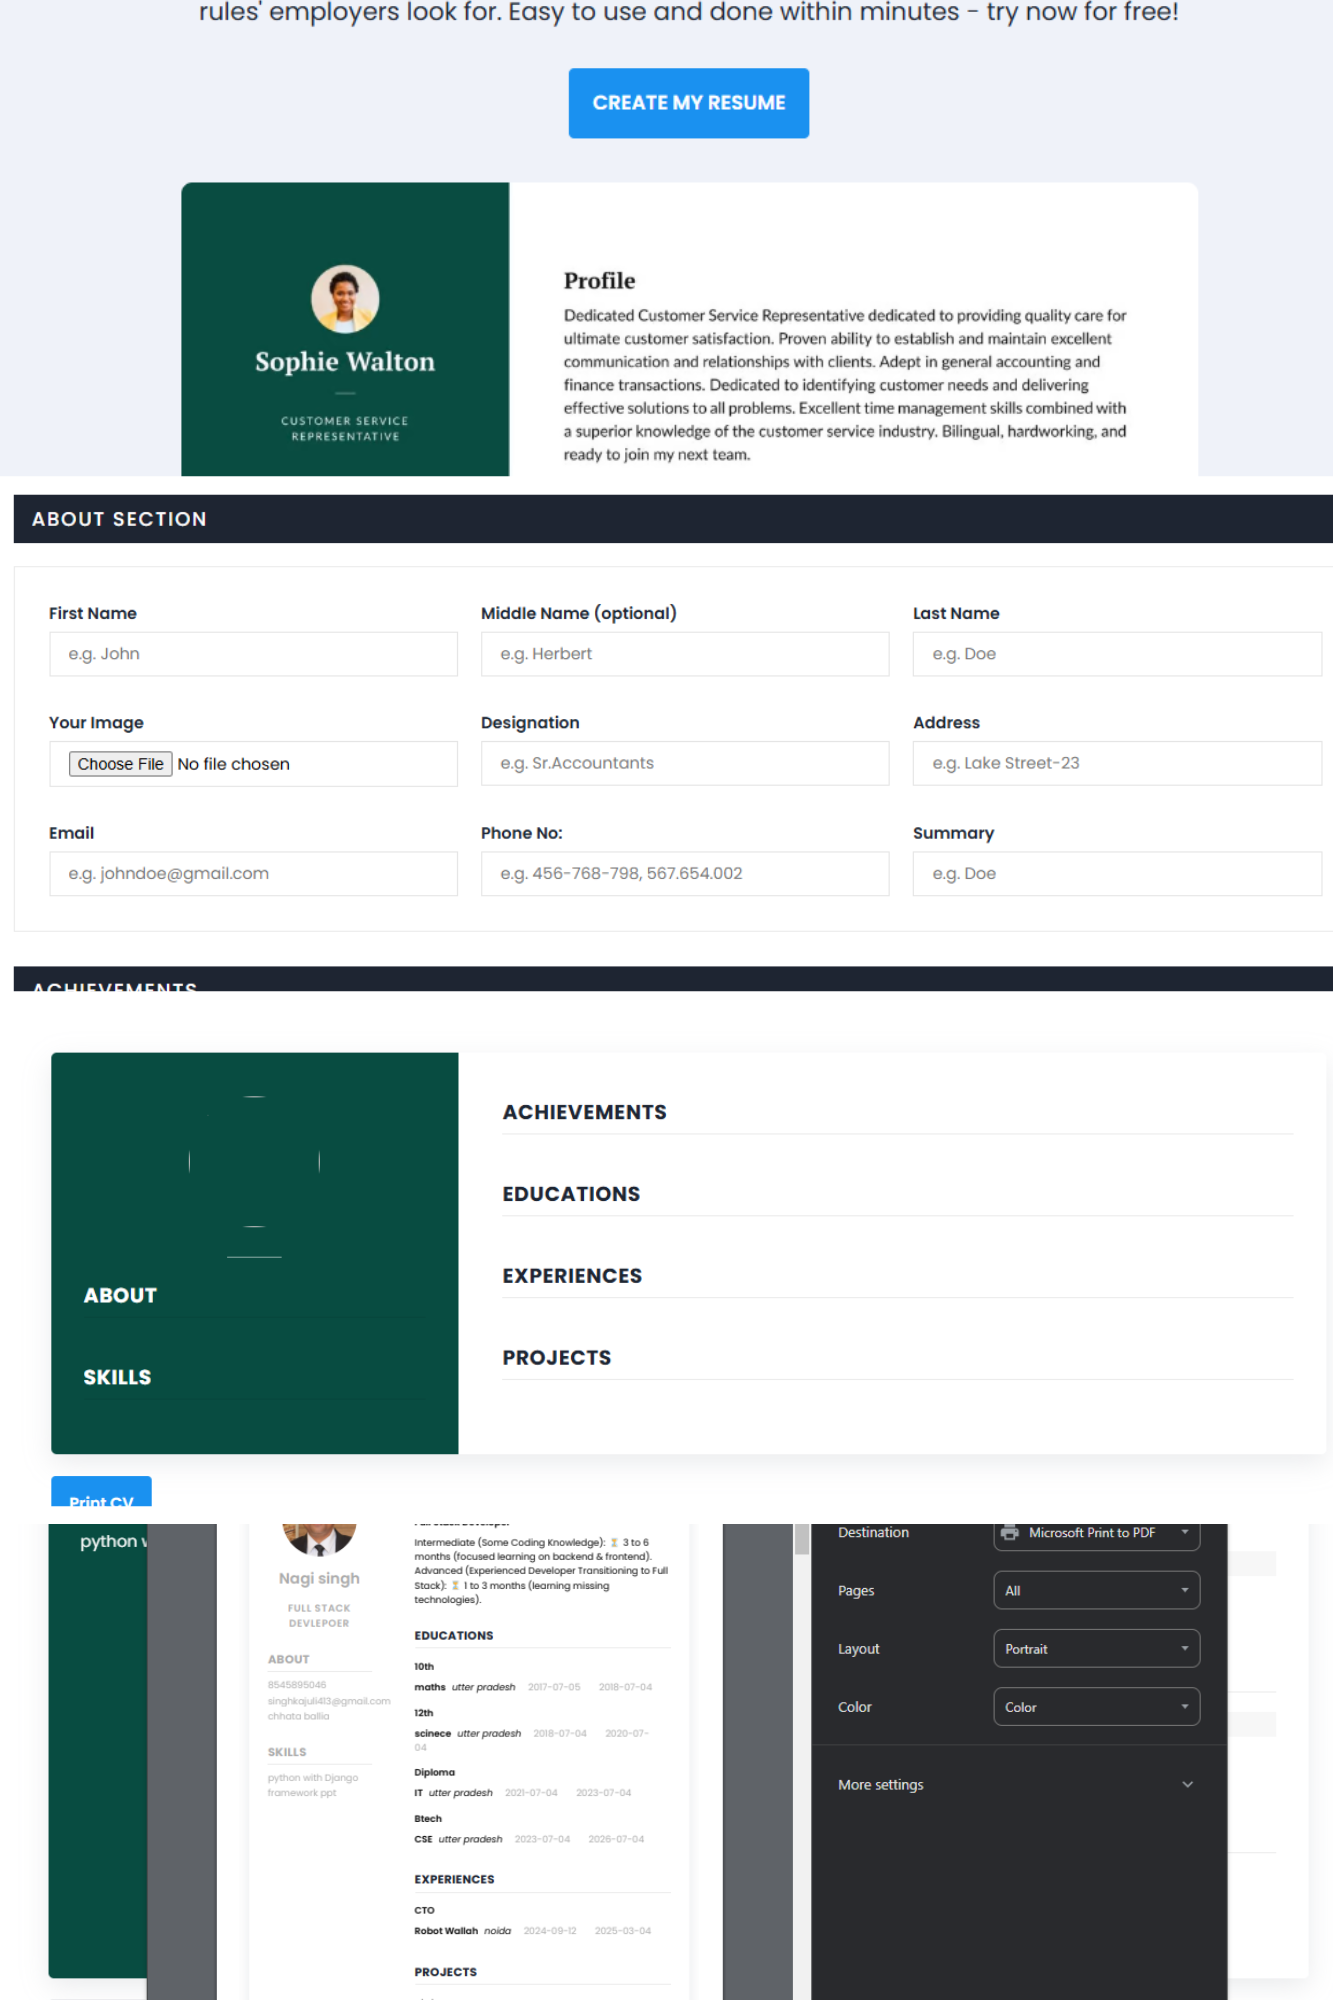 rules' employers look for. Easy to use and done within minutes - try now for free!
CREATE MY RESUME
Sophie Walton
CUSTOMER SERVICE
REPRESENTATIVE
Profile
Dedicated Customer Service Representative dedicated to providing quality care for
ultimate customer satisfaction. Proven ability to establish and maintain excellent
communication and relationships with clients. Adept in general accounting and
finance transactions. Dedicated to identifying customer needs and delivering
effective solutions to all problems. Excellent time management skills combined with
a superior knowledge of the customer service industry. Bilingual, hardworking, and
ready to join my next team.
ABOUT SECTION
First Name
Middle Name (optional)
Last Name
e.g. John
e.g. Herbert
e.g. Doe
Your Image
Designation
Address
Choose File No file chosen
e.g. Sr.Accountants
e.g. Lake Street-23
Email
Phone No:
Summary
e.g. johndoe@gmail.com
e.g. 456-768-798, 567.654.002
e.g. Doe
ACHIEVEMENTS
ABOUT
SKILLS
ACHIEVEMENTS
EDUCATIONS
EXPERIENCES
PROJECTS
Print CV
python
Nagi singh
FULL STACK
DEVLEPOER
ABOUT
8545895046
singhkajuli413@gmail.com
chhata ballia
SKILLS
python with Django
framework ppt
Full Stack Developer
Intermediate (Some Coding Knowledge): ⏳ 3 to 6
months (focused learning on backend & frontend).
Advanced (Experienced Developer Transitioning to Full
Stack): ⏳ 1 to 3 months (learning missing
technologies).
EDUCATIONS
10th
maths utter pradesh 2017-07-05 2018-07-04
12th
scinece utter pradesh 2018-07-04 2020-07-
04
Diploma
IT utter pradesh 2021-07-04 2023-07-04
Btech
CSE utter pradesh 2023-07-04 2026-07-04
EXPERIENCES
CTO
Robot Wallah noida 2024-09-12 2025-03-04
PROJECTS
Destination
Microsoft Print to PDF
Pages
All
Layout
Portrait
Color
Color
More settings